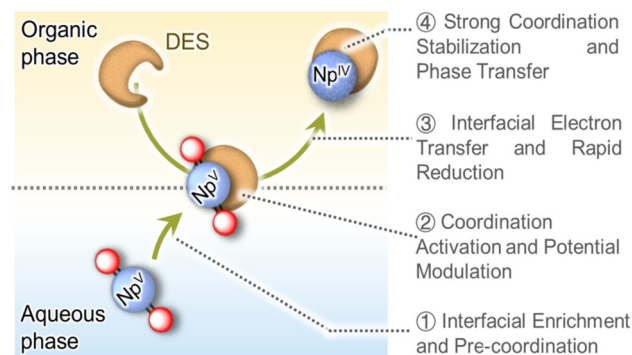 Organic
phase
DES
Np^IV
Np^V
Np^V
Aqueous
phase
④ Strong Coordination
Stabilization and
Phase Transfer
③ Interfacial Electron
Transfer and Rapid
Reduction
② Coordination
Activation and Potential
Modulation
① Interfacial Enrichment
and Pre-coordination